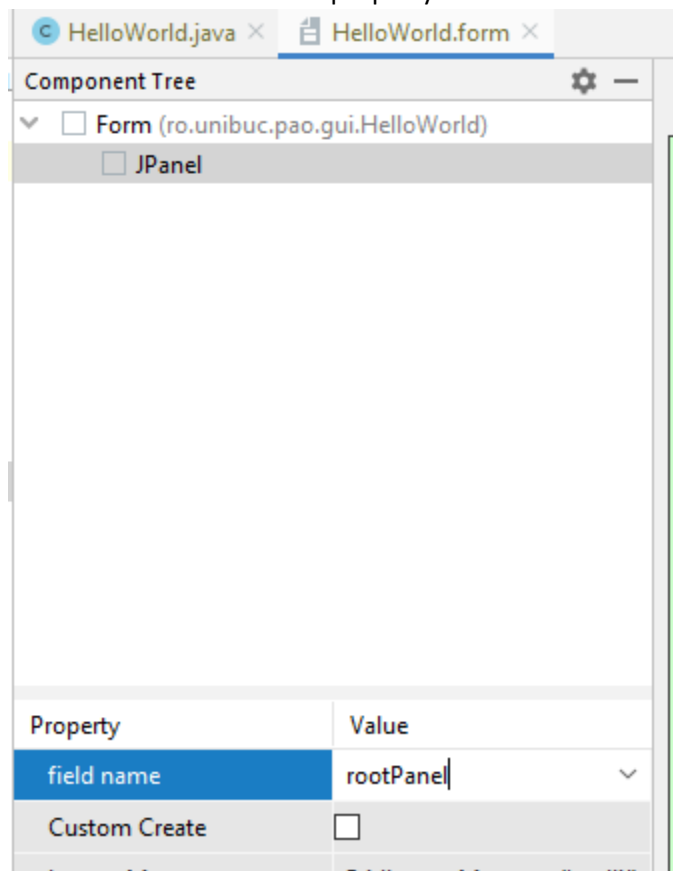 HelloWorld.java HelloWorld.form
Component Tree
Form (ro.unibuc.pao.gui.HelloWorld)
JPanel
Property Value
field name rootPanel
Custom Create